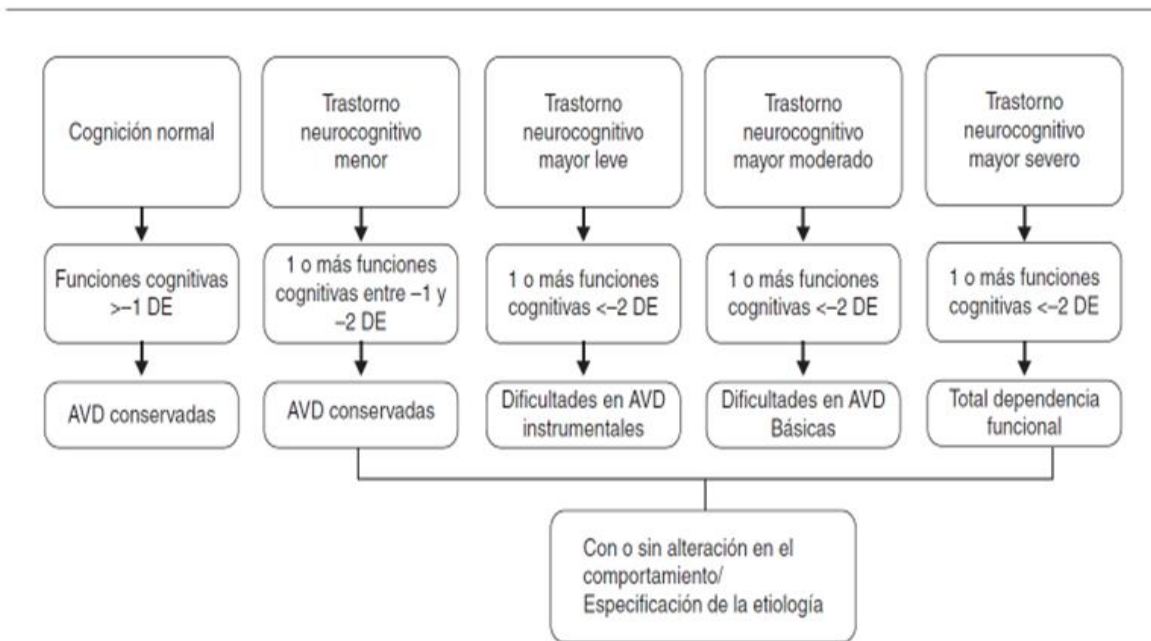 Cognición normal
Trastorno
neurocognitivo
menor
Trastorno
neurocognitivo
mayor leve
Trastorno
neurocognitivo
mayor moderado
Trastorno
neurocognitivo
mayor severo
Funciones cognitivas
>–1 DE
1 o más funciones
cognitivas entre –1 y
–2 DE
1 o más funciones
cognitivas <–2 DE
1 o más funciones
cognitivas <–2 DE
1 o más funciones
cognitivas <–2 DE
AVD conservadas
AVD conservadas
Dificultades en AVD
instrumentales
Dificultades en AVD
Básicas
Total dependencia
funcional
Con o sin alteración en el
comportamiento/
Especificación de la etiología